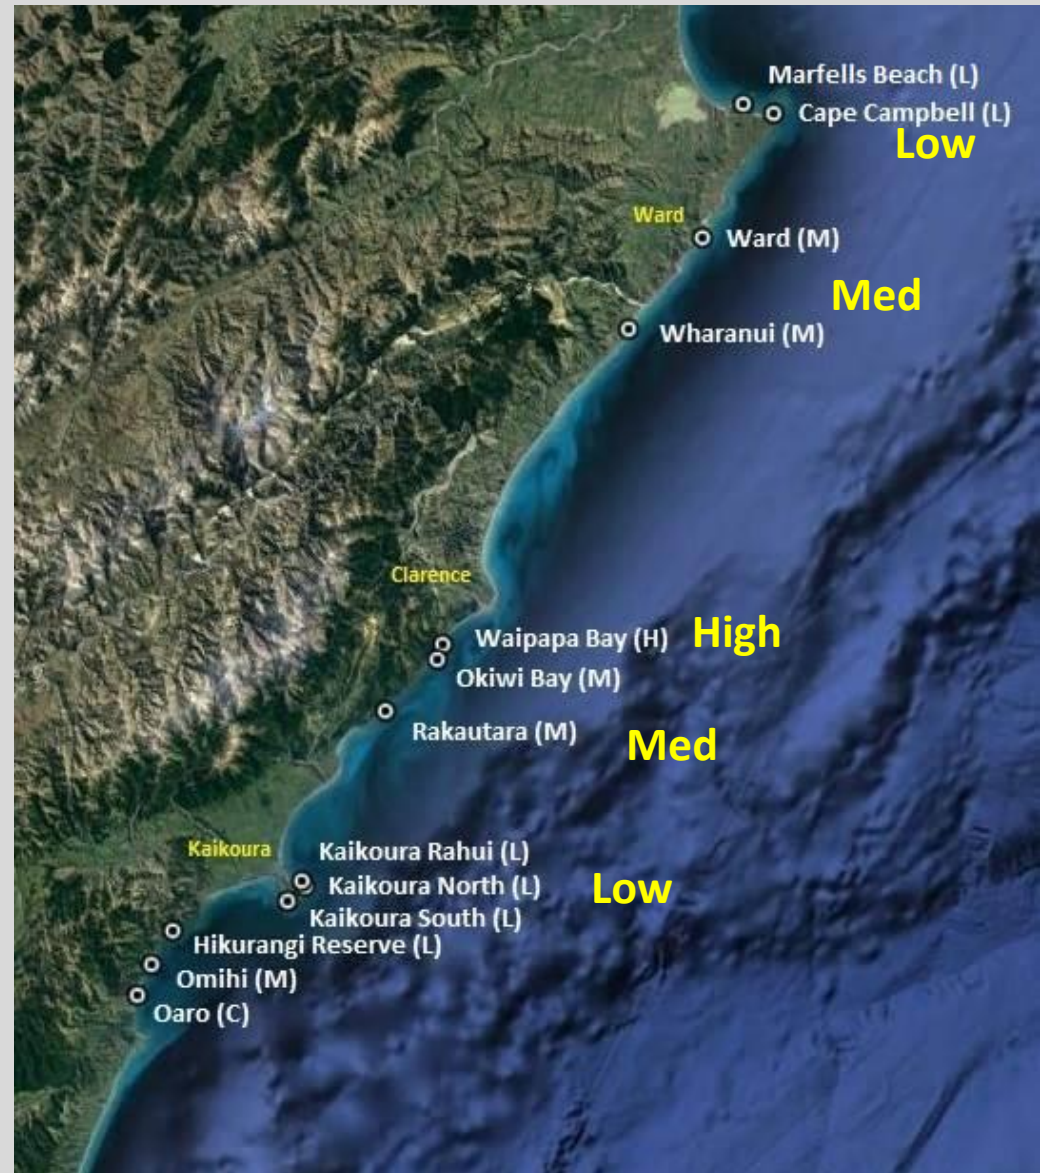 Marfells Beach (L)
Cape Campbell (L)
Low
Ward
Ward (M)
Med
Wharanui (M)
Clarence
Waipapa Bay (H)
High
Okiwi Bay (M)
Rakautara (M)
Med
Kaikoura
Kaikoura Rahui (L)
Kaikoura North (L)
Low
Kaikoura South (L)
Hikurangi Reserve (L)
Omihi (M)
Oaro (C)